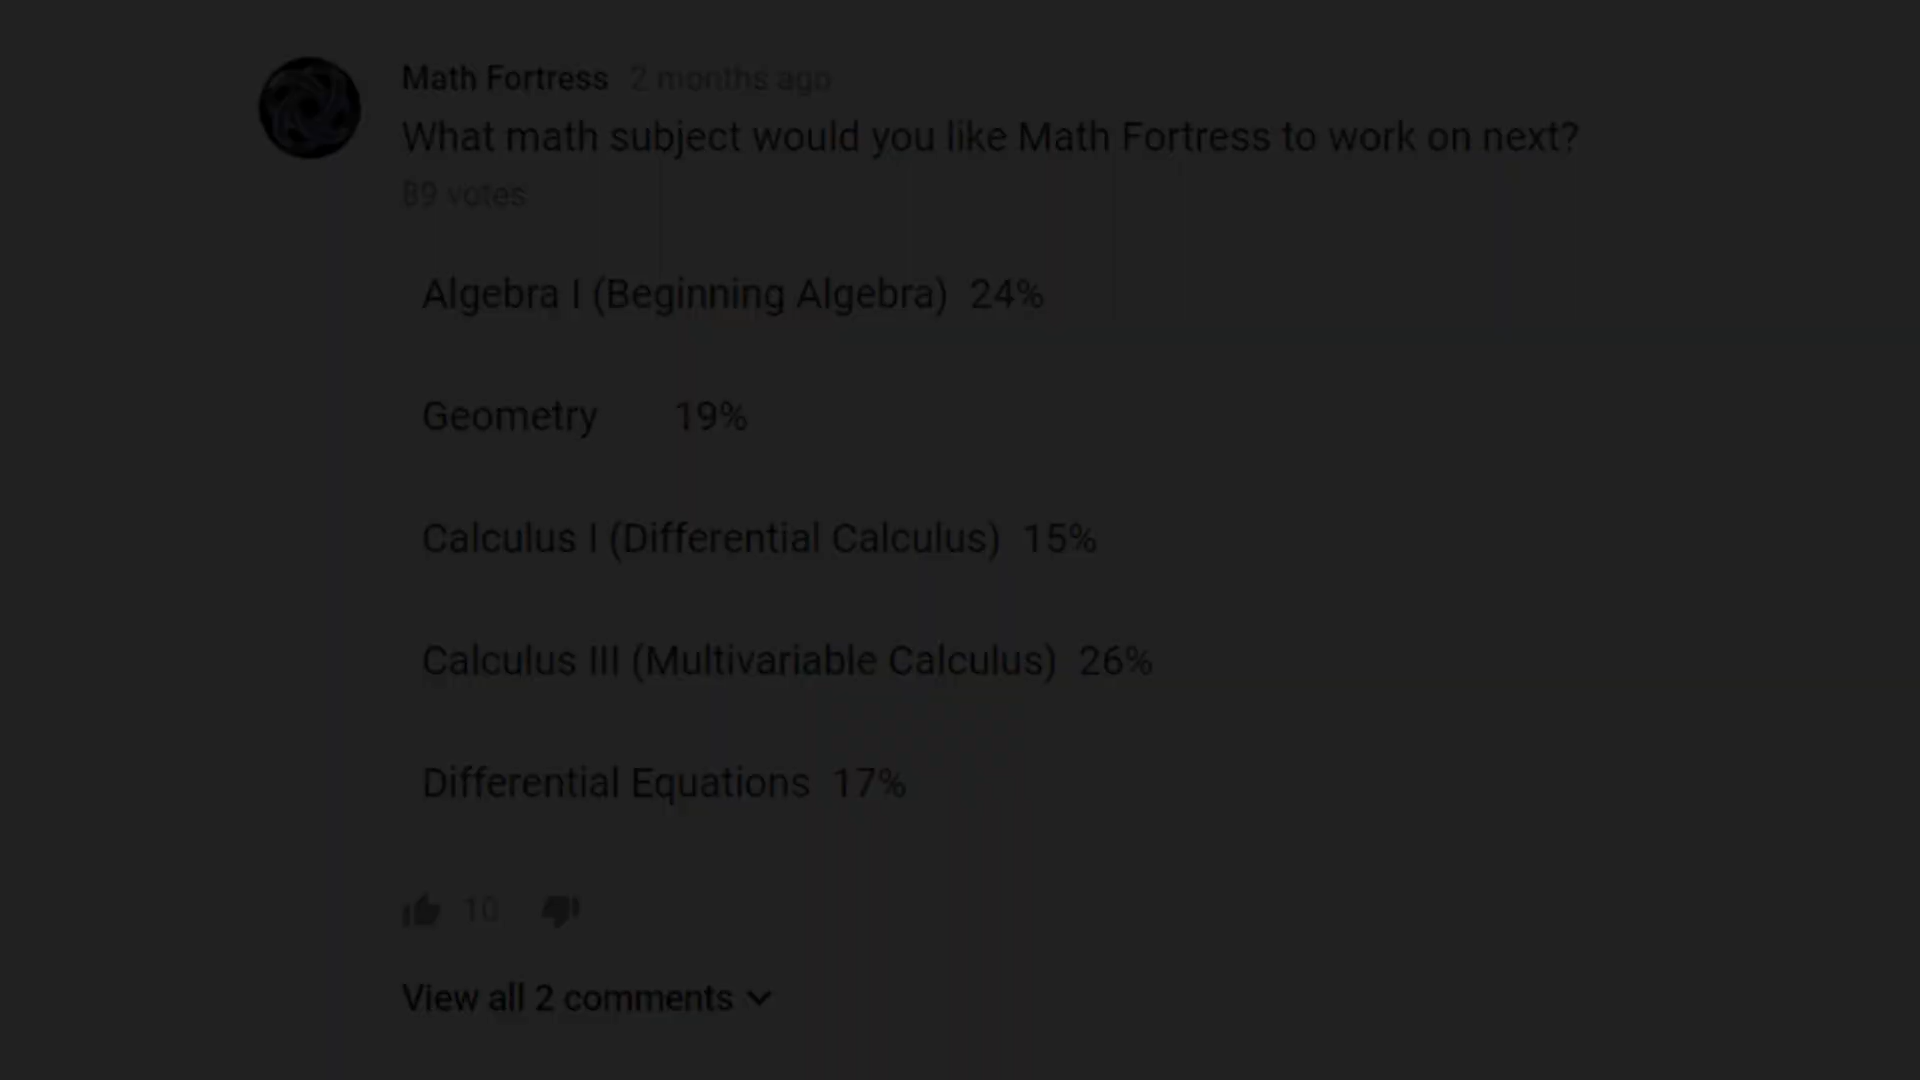 Math Fortress 2 months ago
What math subject would you like Math Fortress to work on next?
89 votes
Algebra I (Beginning Algebra) 24%
Geometry 19%
Calculus I (Differential Calculus) 15%
Calculus III (Multivariable Calculus) 26%
Differential Equations 17%
10
View all 2 comments